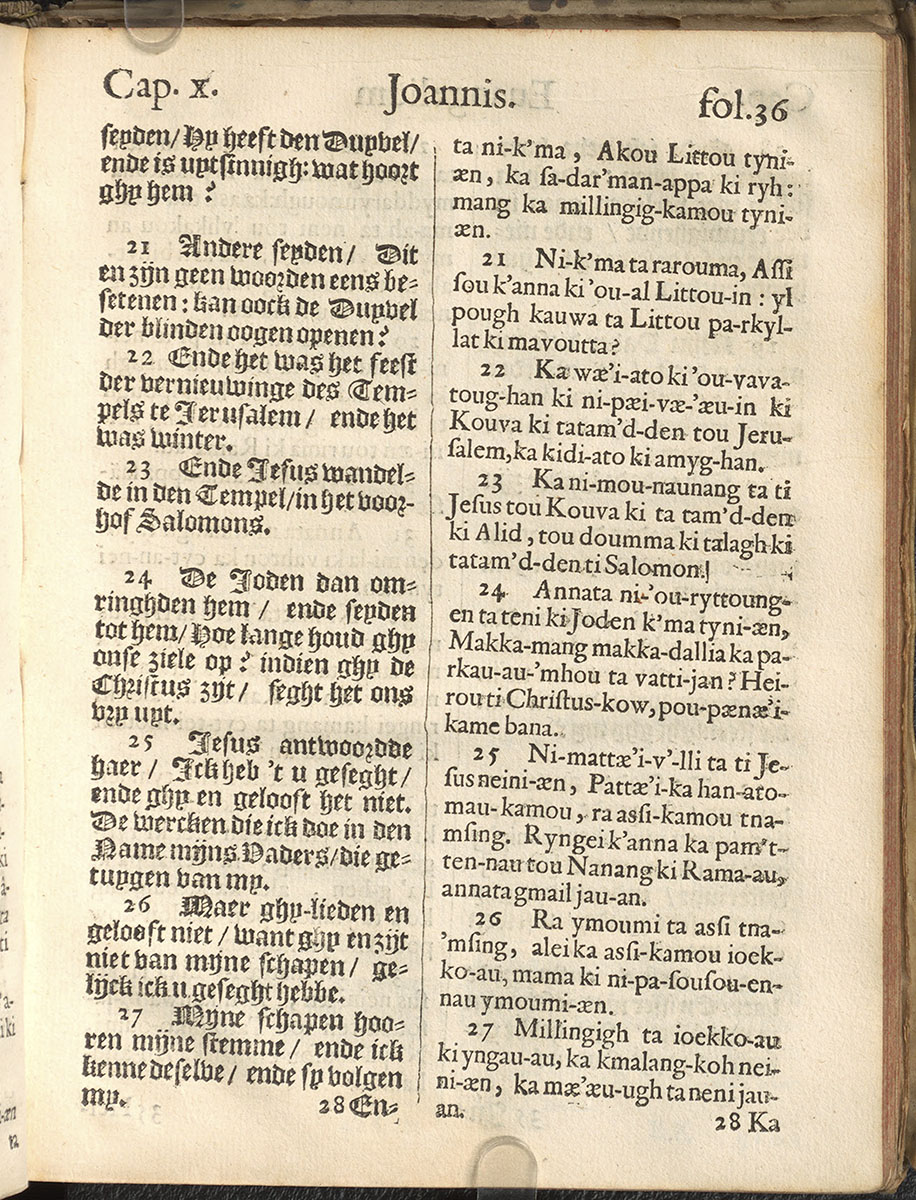 Cap. x.
Joannis.
fol.36
seyden/ Hy heeft den Duyvel/
ende is uytsinnigh: wat hoort
ghy hem ?
21 Andere seyden/ Dit
en zijn geen woorden eens be-
setenen: kan oock de Duyvel
der blinden oogen openen?
22 Ende het was het feest
der vernieuwinge des Tem-
pels te Jerusalem/ ende het
was winter.
23 Ende Jesus wandel-
de in den Tempel/in het voor-
hof Salomons.
24 De Joden dan om-
ringhden hem/ ende seyden
tot hem/ Hoe lange houd ghy
onse ziele op? indien ghy de
Christus zijt/ seght het ons
vry uyt.
25 Jesus antwoordde
haer/ Ick heb 't u geseght/
ende ghy en gelooft het niet.
De wercken die ick doe in den
Name mijns Vaders/die ge-
tuygen van my.
26 Maer ghy-lieden en
gelooft niet/ want ghy en zijt
niet van mijne schapen/ ge-
lijck ick u geseght hebbe.
27 Mijne schapen hoo-
ren mijne stemme/ ende ick
kenne deselve/ ende sy volgen
my.
28 En-
ta ni-k'ma, Akou Littou tyni-
æn, ka ſa-dar'man-appa ki ryh:
mang ka millingig-kamou tyni-
æn.
21 Ni-k'ma ta rarouma, Aſſi
ſou k'anna ki 'ou-al Littou-in : yl
pough kauwa ta Littou pa-rkyl-
lat ki mavoutta?
22 Ka wæ'i-ato ki 'ou-vava-
toug-han ki ni-pæi-væ-'æu-in ki
Kouva ki tatam'd-den tou Jeru-
ſalem,ka kidi-ato ki amyg-han.
23 Ka ni-mou-naunang ta ti
Jesus tou Kouva ki ta tam'd-den
ki Alid, tou doumma ki talagh ki
tatam'd-den ti Salomon.
24 Annata ni-'ou-ryttoung-
en ta teni ki Joden k'ma tyni-æn,
Makka-mang makka-dallia ka pa-
rkau-au-'mhou ta vatti-jan? Hei-
rou ti Chriſtus-kow, pou-pænæ'i-
kame bana.
25 Ni-mattæ'i-v'-lli ta ti Je-
ſus neini-æn, Pattæ'i-ka han-ato-
mau-kamou, ra aſſi-kamou tna-
mſing. Ryngei k'anna ka pam't-
ten-nau tou Nanang ki Rama-au,
annata gmail jau-an.
26 Ra ymoumi ta aſſi tna-
'mſing, alei ka aſſi-kamou ioek-
ko-au, mama ki ni-pa-ſouſou-en-
nau ymoumi-æn.
27 Millingigh ta ioekko-au
ki yngau-au, ka kmalang-koh nei-
ni-æn, ka mæ'æu-ugh ta neni jau-
an.
28 Ka